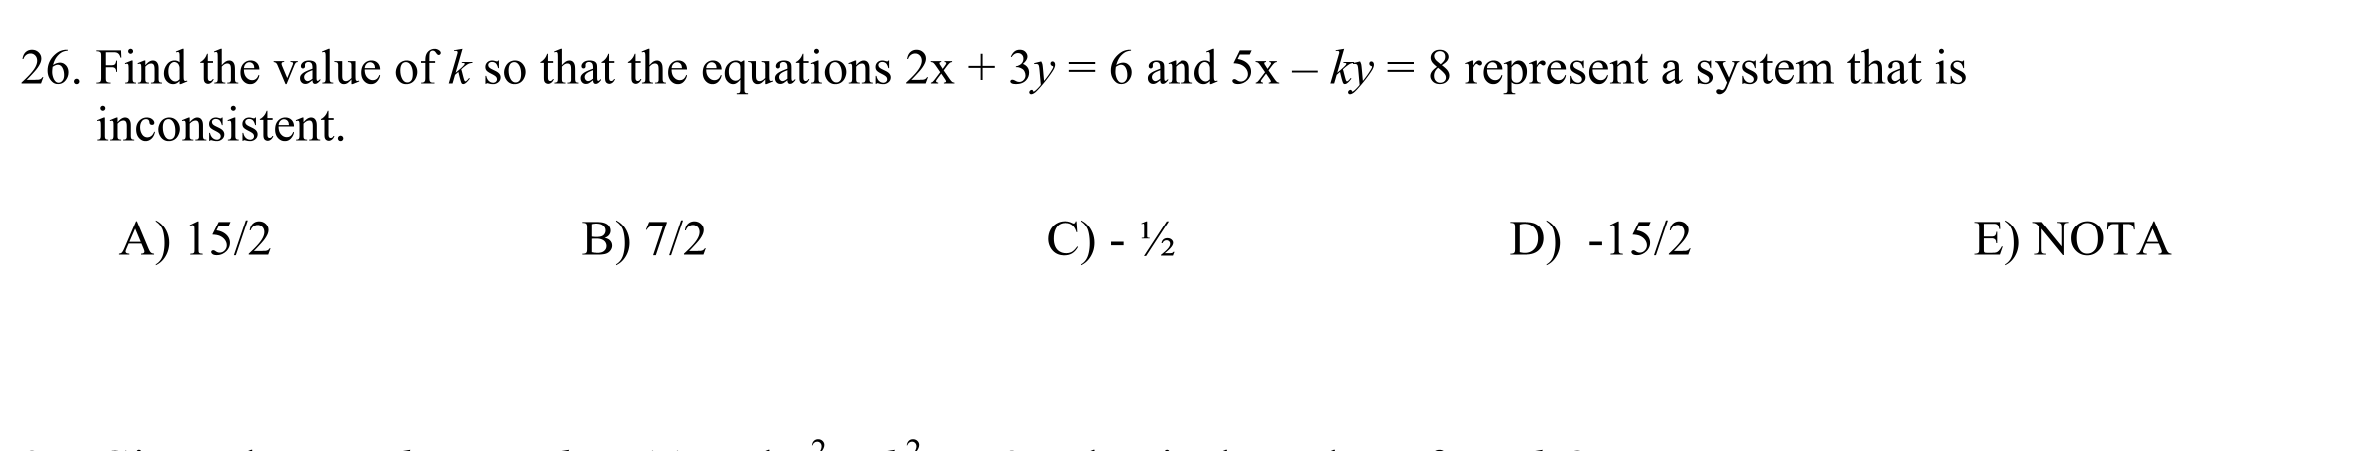 26. Find the value of k so that the equations 2x + 3y = 6 and 5x – ky = 8 represent a system that is
inconsistent.
A) 15/2 B) 7/2 C) - ½ D) -15/2 E) NOTA